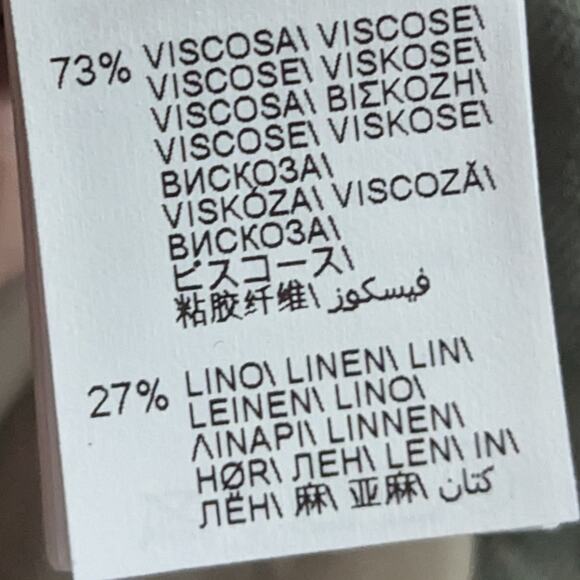 73% VISCOSA\ VISCOSE\
VISCOSE\ VISKOSE\
VISCOSA\ ΒΙΣΚΟΖΗ\
VISCOSE\ VISKOSE\
ВИСКОЗА\
VISKÓZA\ VISCOZĂ\
ВИСКОЗА\
ビスコース\
粘胶纤维\ فيسكوز
27% LINO\ LINEN\ LIN\
LEINEN\ LINO\
ΛΙΝΑΡΙ\ LINNEN\
HØR\ ЛЕН\ LEN\ IN\
ЛЁН\ 麻\ 亚麻\ كتان